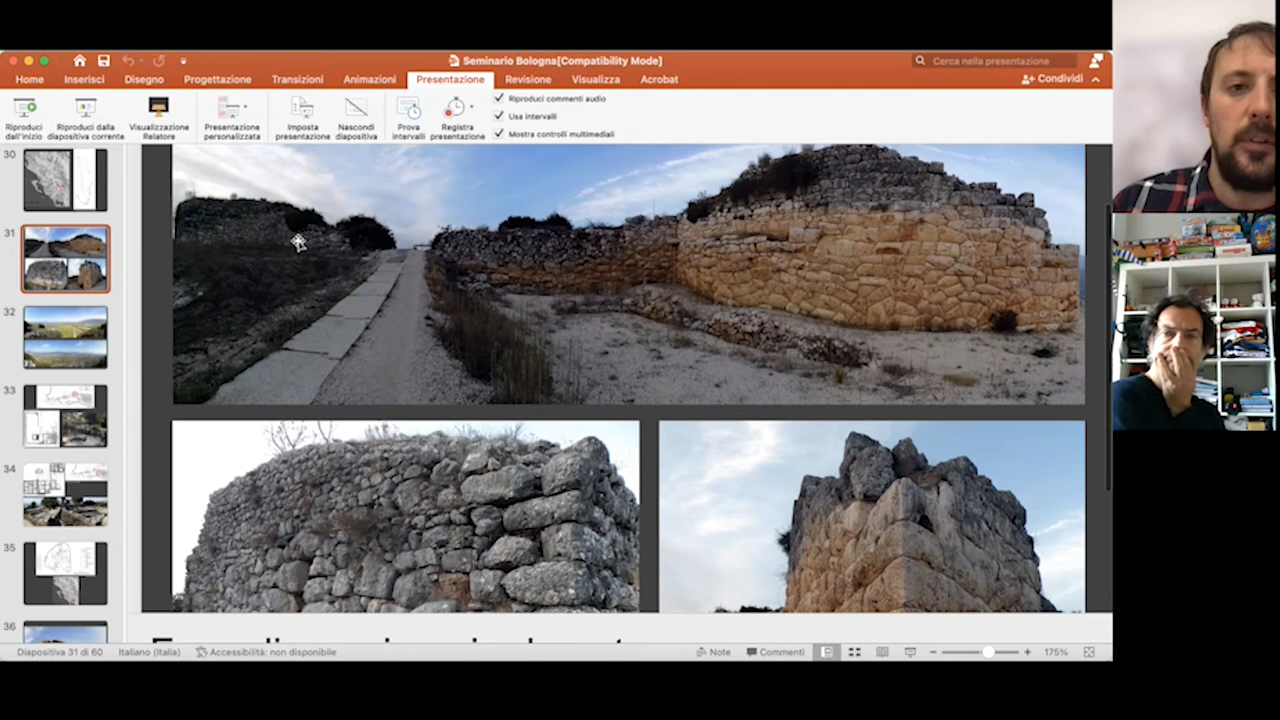 Seminario Bologna[Compatibility Mode]
Cerca nella presentazione
Home Inserisci Disegno Progettazione Transizioni Animazioni Presentazione Revisione Visualizza Acrobat
Condividi
Riproduci dall'inizio
Riproduci dalla diapositiva corrente
Visualizzazione Relatore
Presentazione personalizzata
Imposta presentazione
Nascondi diapositiva
Prova intervalli
Registra presentazione
Riproduci commenti audio
Usa intervalli
Mostra controlli multimediali
30
31
32
33
34
35
36
Diapositiva 31 di 60 Italiano (Italia) Accessibilità: non disponibile Note Commenti 175%